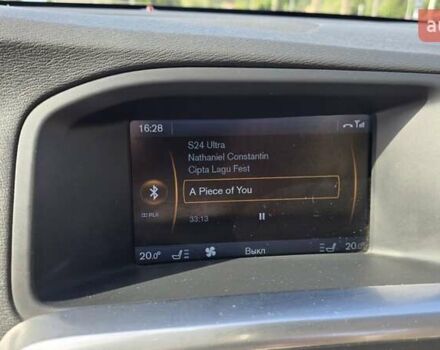 au
16:28
S24 Ultra
Nathaniel Constantin
Cipta Lagu Fest
A Piece of You
33:13
20.0° Выкл 20.0°